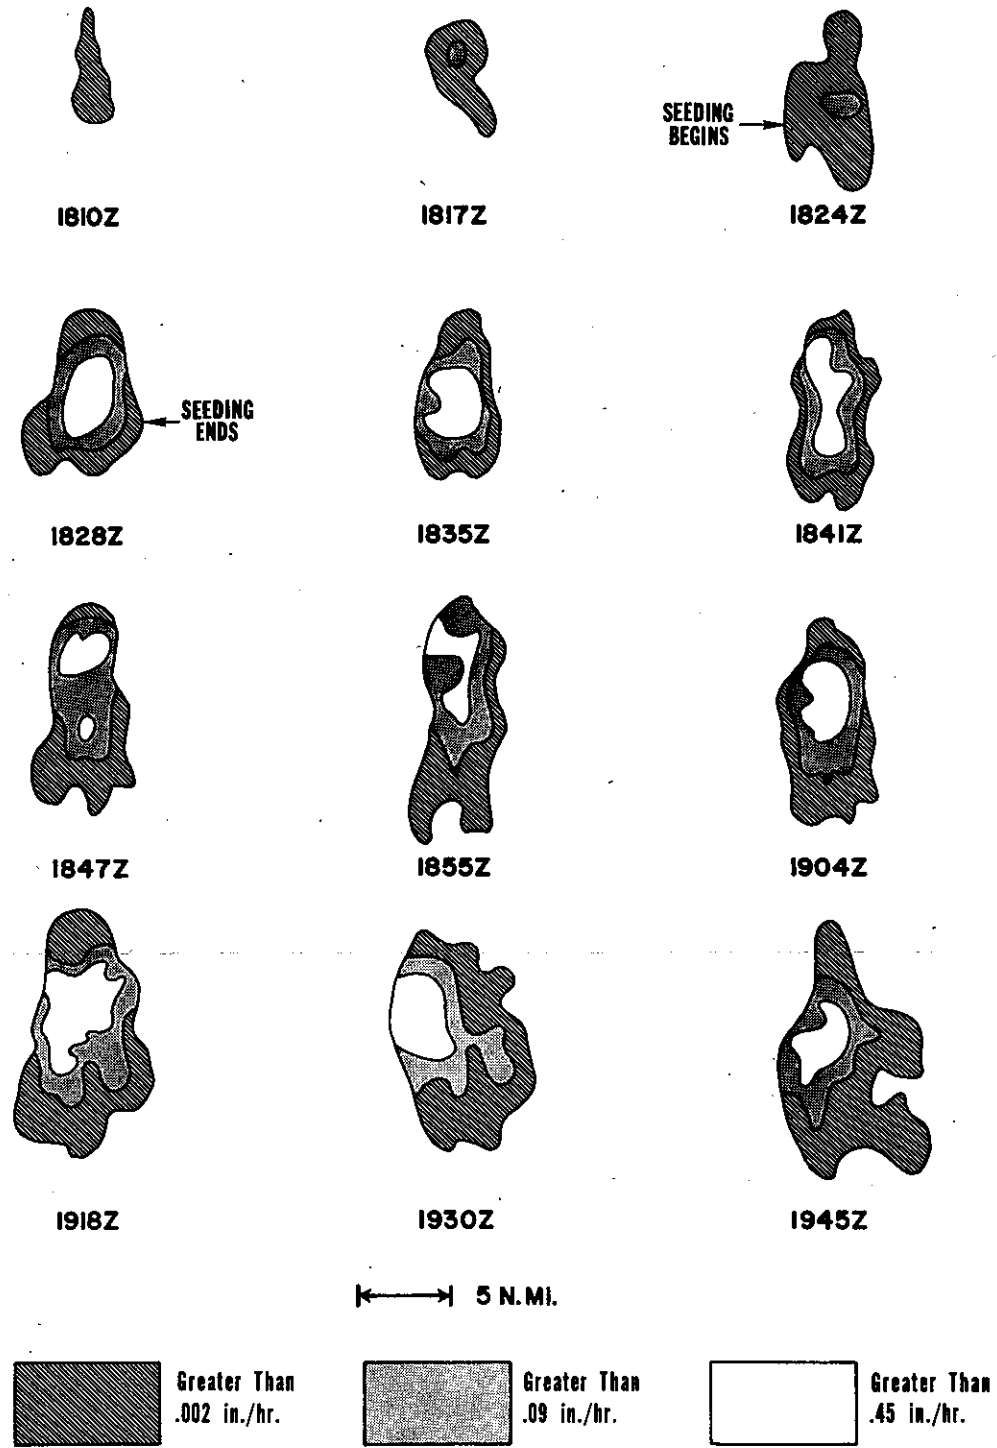 SEEDING
BEGINS
1810Z
1817Z
1824Z
SEEDING
ENDS
1828Z
1835Z
1841Z
1847Z
1855Z
1904Z
1918Z
1930Z
1945Z
5 N.MI.
Greater Than
.002 in./hr.
Greater Than
.09 in./hr.
Greater Than
.45 in./hr.